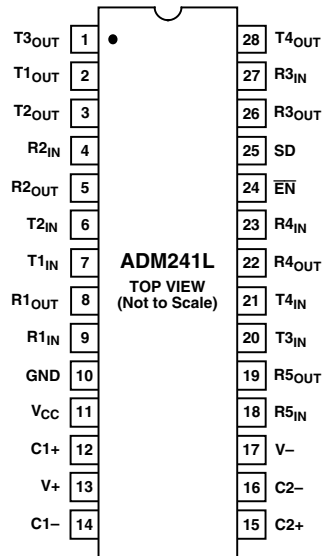 T3OUT 1 28 T4OUT
T1OUT 2 27 R3IN
T2OUT 3 26 R3OUT
R2IN 4 25 SD
R2OUT 5 24 EN
T2IN 6 23 R4IN
T1IN 7 ADM241L 22 R4OUT
R1OUT 8 TOP VIEW (Not to Scale) 21 T4IN
R1IN 9 20 T3IN
GND 10 19 R5OUT
VCC 11 18 R5IN
C1+ 12 17 V–
V+ 13 16 C2–
C1– 14 15 C2+